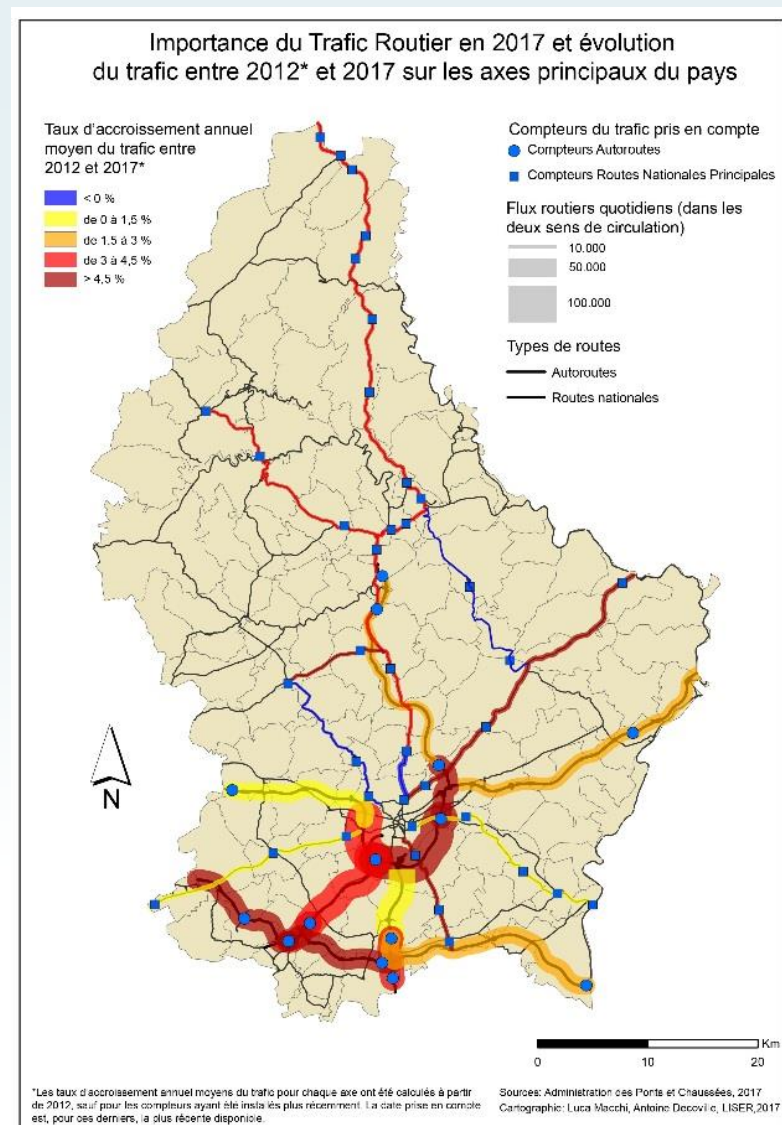 Importance du Trafic Routier en 2017 et évolution
du trafic entre 2012* et 2017 sur les axes principaux du pays
Taux d'accroissement annuel
moyen du trafic entre
2012 et 2017*
< 0 %
de 0 à 1,5 %
de 1.5 à 3 %
de 3 à 4,5 %
> 4,5 %
Compteurs du trafic pris en compte
Compteurs Autoroutes
Compteurs Routes Nationales Principales
Flux routiers quotidiens (dans les
deux sens de circulation)
10.000
50.000
100.000
Types de routes
Autoroutes
Routes nationales
N
Km
0 10 20
*Les taux d'accroissement annuel moyens du trafic pour chaque axe ont été calculés à partir
de 2012, sauf pour les compteurs ayant été installés plus récemment. La date prise en compte
est, pour ces derniers, la plus récente disponible.
Sources: Administration des Ponts et Chaussées, 2017
Cartographie: Luca Macchi, Antoine Decoville, LISER,2017